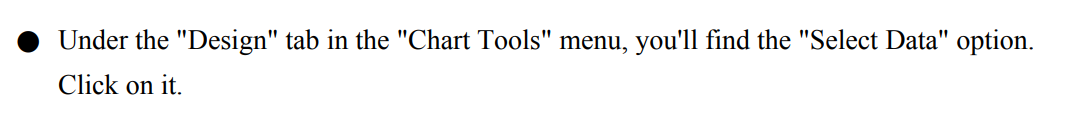 ● Under the "Design" tab in the "Chart Tools" menu, you'll find the "Select Data" option.
Click on it.